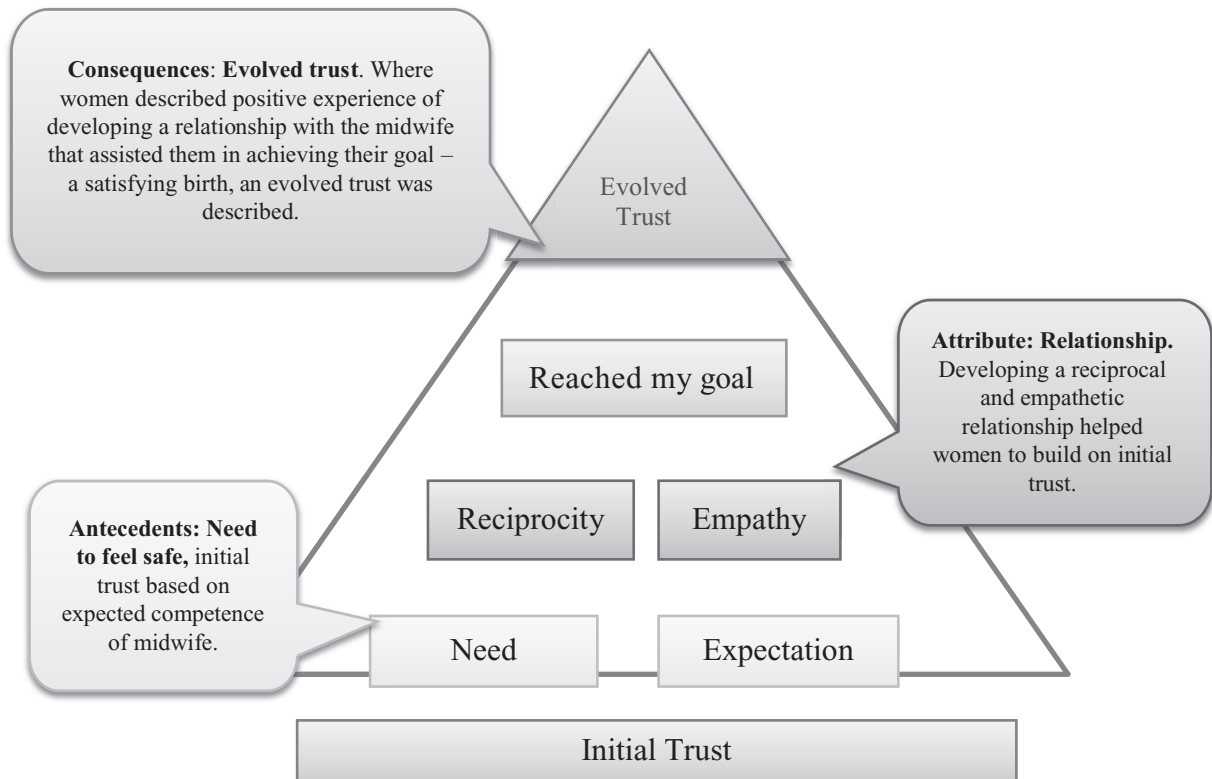 Consequences: Evolved trust. Where
women described positive experience of
developing a relationship with the midwife
that assisted them in achieving their goal –
a satisfying birth, an evolved trust was
described.
Evolved
Trust
Reached my goal
Attribute: Relationship.
Developing a reciprocal
and empathetic
relationship helped
women to build on initial
trust.
Reciprocity
Empathy
Antecedents: Need
to feel safe, initial
trust based on
expected competence
of midwife.
Need
Expectation
Initial Trust